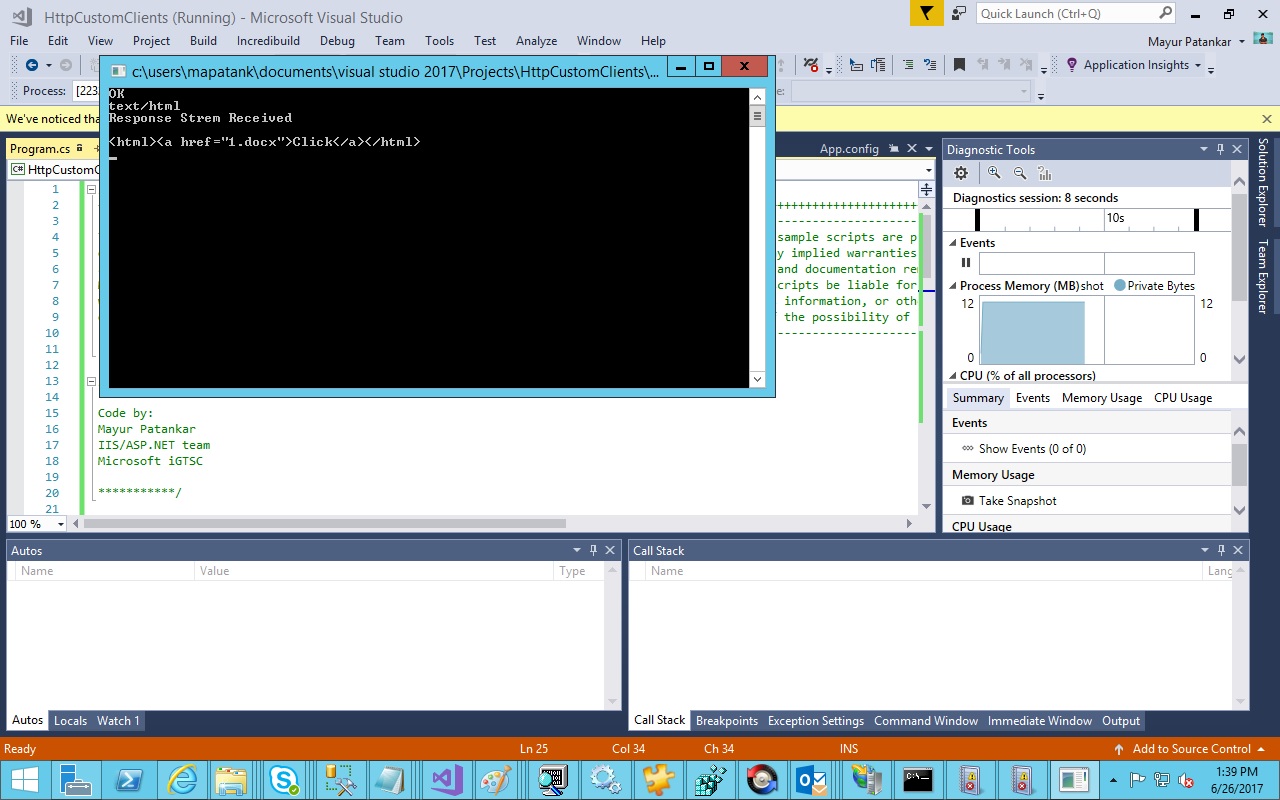 HttpCustomClients (Running) - Microsoft Visual Studio
Quick Launch (Ctrl+Q)
File Edit View Project Build Incredibuild Debug Team Tools Test Analyze Window Help
Mayur Patankar
Application Insights
Process: [223
We've noticed tha
c:\users\mapatank\documents\visual studio 2017\Projects\HttpCustomClients\...
OK
text/html
Response Strem Received
<html><a href="1.docx">Click</a></html>
Program.cs
App.config
C# HttpCustomC
1
2
+++++++++++++++++++
3
-------------------
4
sample scripts are p
5
y implied warranties
6
and documentation re
7
cripts be liable for
8
information, or oth
9
the possibility of
10
-------------------
11
12
13
14
15 Code by:
16 Mayur Patankar
17 IIS/ASP.NET team
18 Microsoft iGTSC
19
20 ***********/
21
100 %
Diagnostic Tools
Diagnostics session: 8 seconds
10s
Events
Process Memory (MB)shot Private Bytes
12 12
0 0
CPU (% of all processors)
Summary Events Memory Usage CPU Usage
Events
Show Events (0 of 0)
Memory Usage
Take Snapshot
CPU Usage
Solution Explorer
Team Explorer
Autos
Name Value Type
Autos Locals Watch 1
Call Stack
Name Lang
Call Stack Breakpoints Exception Settings Command Window Immediate Window Output
Ready Ln 25 Col 34 Ch 34 INS Add to Source Control
1:39 PM
6/26/2017